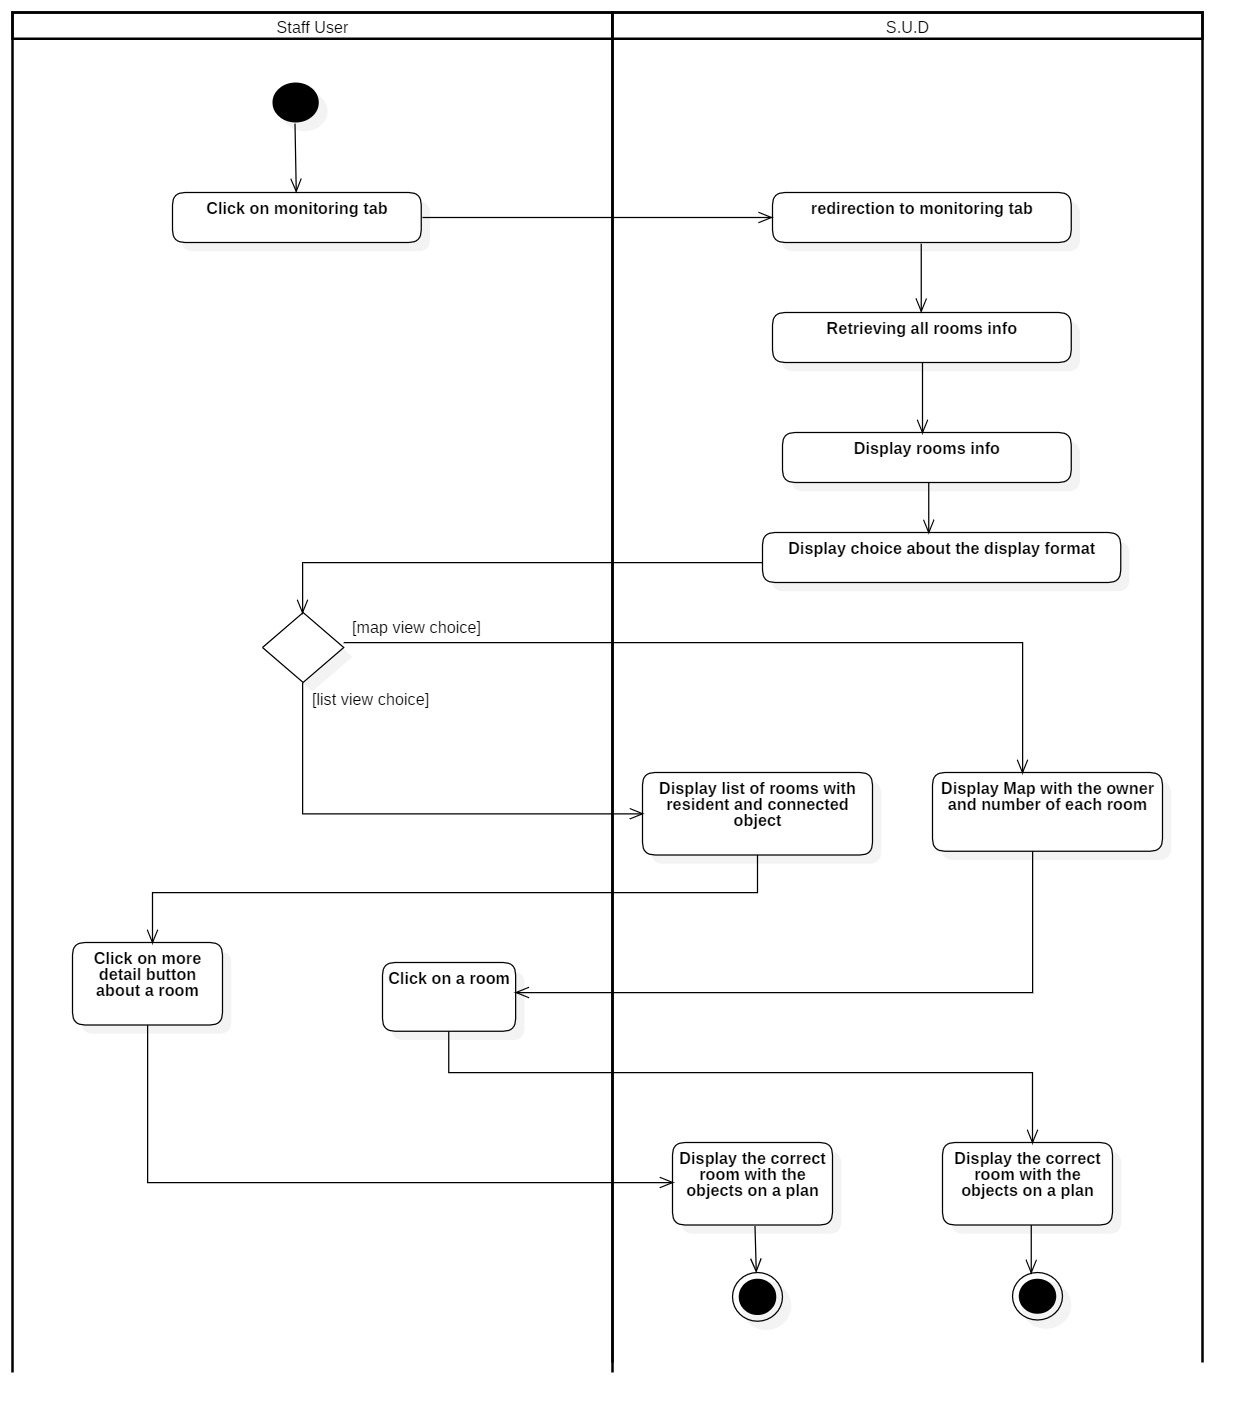 Staff User
S.U.D
Click on monitoring tab
redirection to monitoring tab
Retrieving all rooms info
Display rooms info
Display choice about the display format
[map view choice]
[list view choice]
Display list of rooms with
resident and connected
object
Display Map with the owner
and number of each room
Click on more
detail button
about a room
Click on a room
Display the correct
room with the
objects on a plan
Display the correct
room with the
objects on a plan